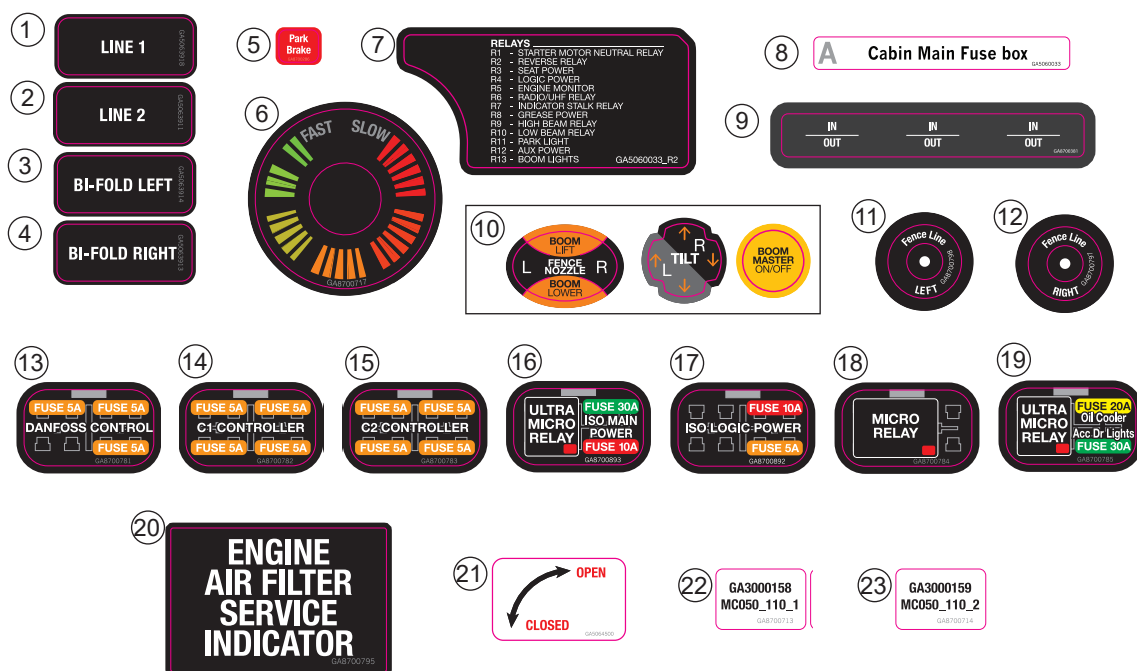 1
LINE 1
GA5063918
2
LINE 2
GA5063911
3
BI-FOLD LEFT
GA5063914
4
BI-FOLD RIGHT
GA5063913
5
Park
Brake
6
FAST SLOW
GA8700717
7
RELAYS
R1 - STARTER MOTOR NEUTRAL RELAY
R2 - REVERSE RELAY
R3 - SEAT POWER
R4 - LOGIC POWER
R5 - ENGINE MONITOR
R6 - RADIO/UHF RELAY
R7 - INDICATOR STALK RELAY
R8 - GREASE POWER
R9 - HIGH BEAM RELAY
R10 - LOW BEAM RELAY
R11 - PARK LIGHT
R12 - AUX POWER
R13 - BOOM LIGHTS
GA5060033_R2
8
A Cabin Main Fuse box
GA5060033
9
IN IN IN
OUT OUT OUT
GA8700381
10
BOOM
LIFT
L FENCE R
NOZZLE
BOOM
LOWER
R
TILT
L
BOOM
MASTER
ON/OFF
11
Fence Line
LEFT
GA8700798
12
Fence Line
RIGHT
GA8700797
13
FUSE 5A FUSE 5A
DANFOSS CONTROL
FUSE 5A
GA8700781
14
FUSE 5A FUSE 5A
C1 CONTROLLER
FUSE 5A FUSE 5A
GA8700782
15
FUSE 5A FUSE 5A
C2 CONTROLLER
FUSE 5A FUSE 5A
GA8700783
16
ULTRA
MICRO
RELAY
FUSE 30A
ISO MAIN
POWER
FUSE 10A
GA8700893
17
FUSE 10A
ISO LOGIC POWER
FUSE 5A
GA8700892
18
MICRO
RELAY
GA8700784
19
ULTRA
MICRO
RELAY
FUSE 20A
Oil Cooler
Acc Dr'Lights
FUSE 30A
GA8700785
20
ENGINE
AIR FILTER
SERVICE
INDICATOR
GA8700795
21
OPEN
CLOSED
GA5064500
22
GA3000158
MC050_110_1
GA8700713
23
GA3000159
MC050_110_2
GA8700714